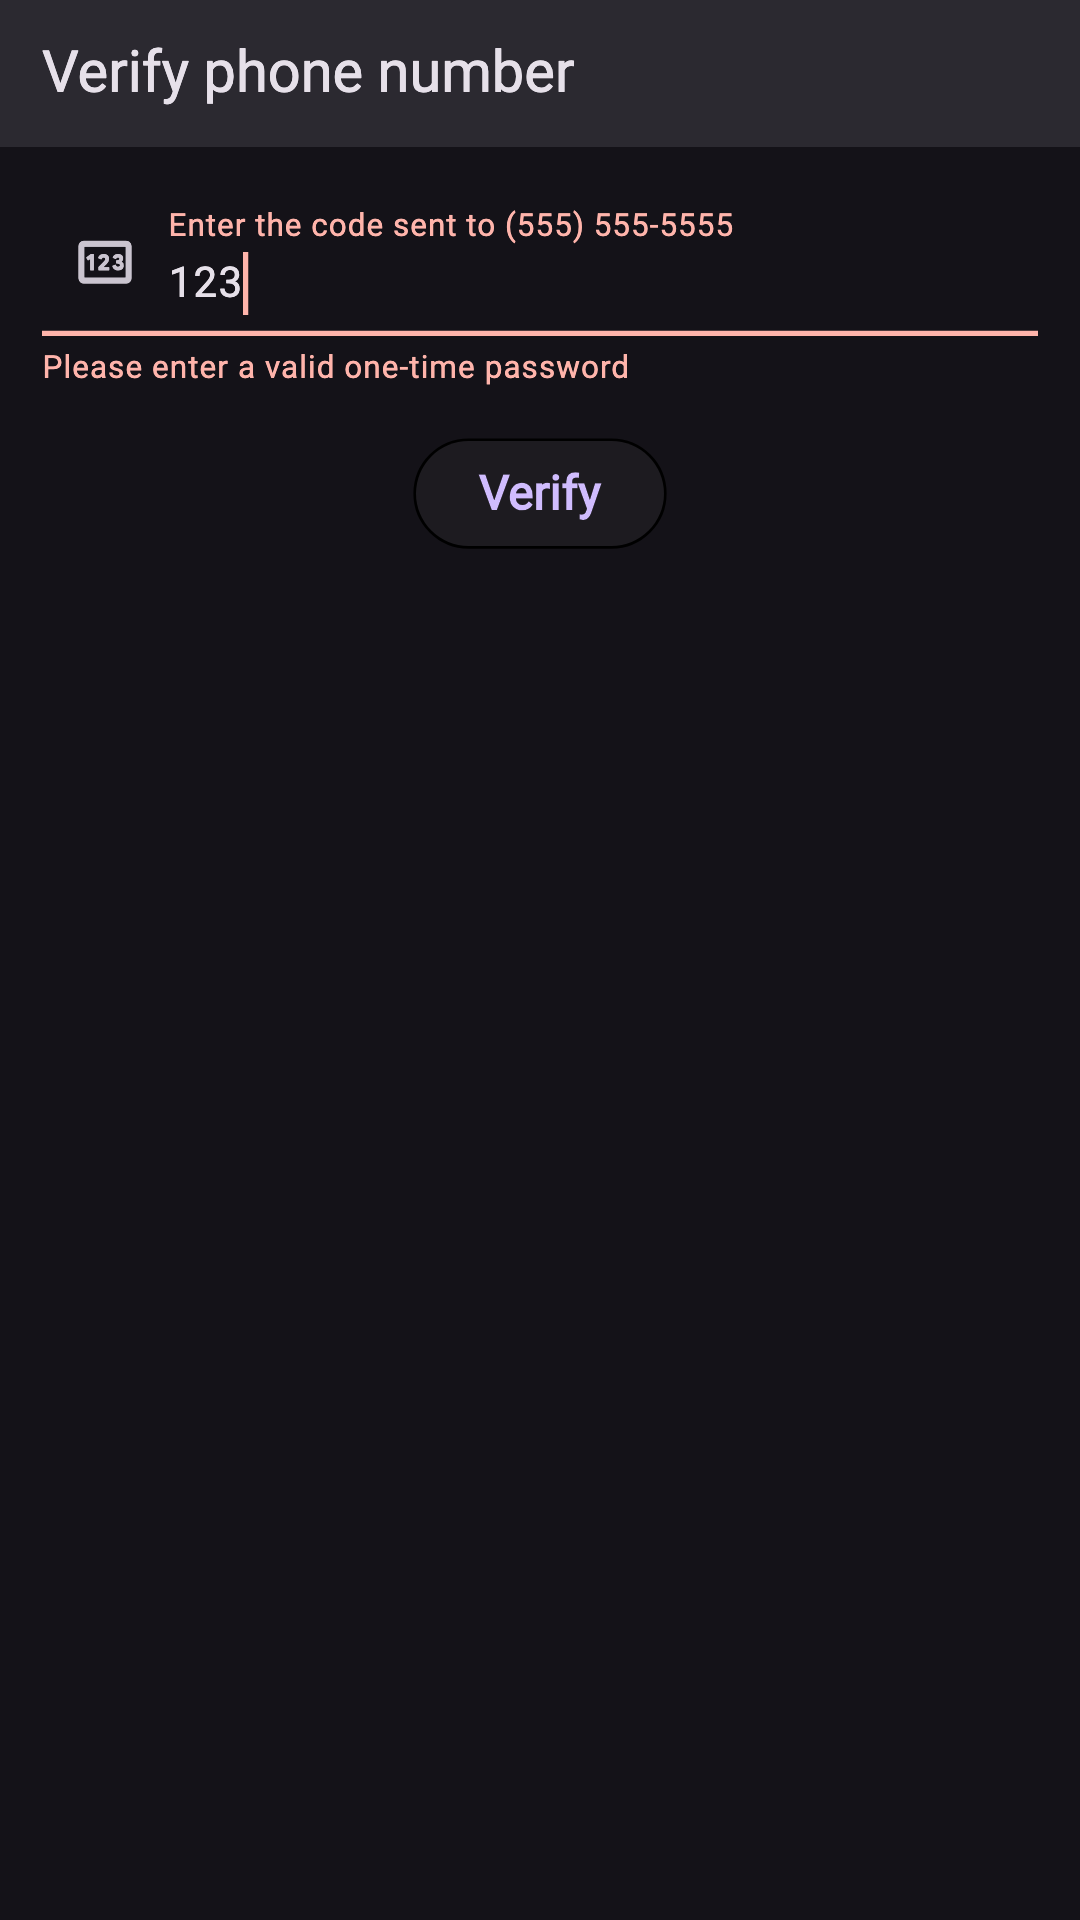 Verify phone number
Enter the code sent to (555) 555-5555
123
123
Please enter a valid one-time password
Verify